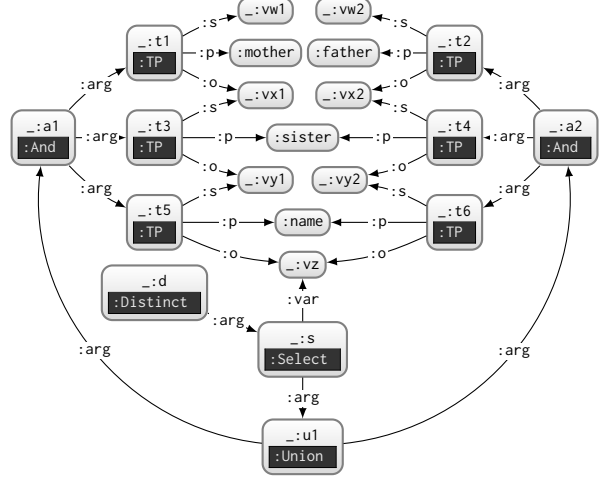 _:vw1 _:vw2
:s :s
_:t1 _:t2
:TP :p :mother :father :p :TP
:arg :o :o :arg
_:vx1 _:vx2
:s :s
_:a1 _:t3 _:t4 _:a2
:And :arg :TP :p :sister :p :TP :arg :And
:o :o
_:vy1 _:vy2
:arg :s :s :arg
_:t5 _:t6
:TP :p :name :p :TP
:o :o
_:vz
_:d
:Distinct :var
:arg
_:s
:Select
:arg :arg
:arg
_:u1
:Union